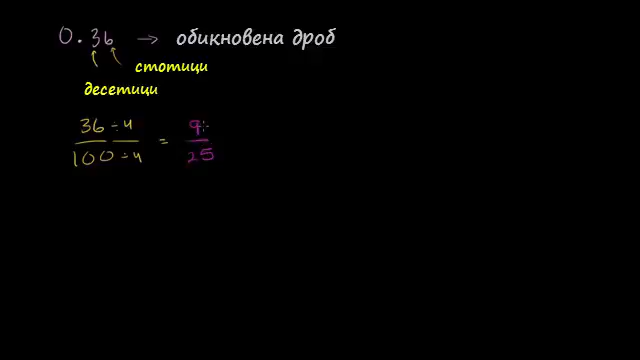 0.36 → обикновена дроб
стотици
десетици
36 ÷ 4 / 100 ÷ 4 = 9 / 25